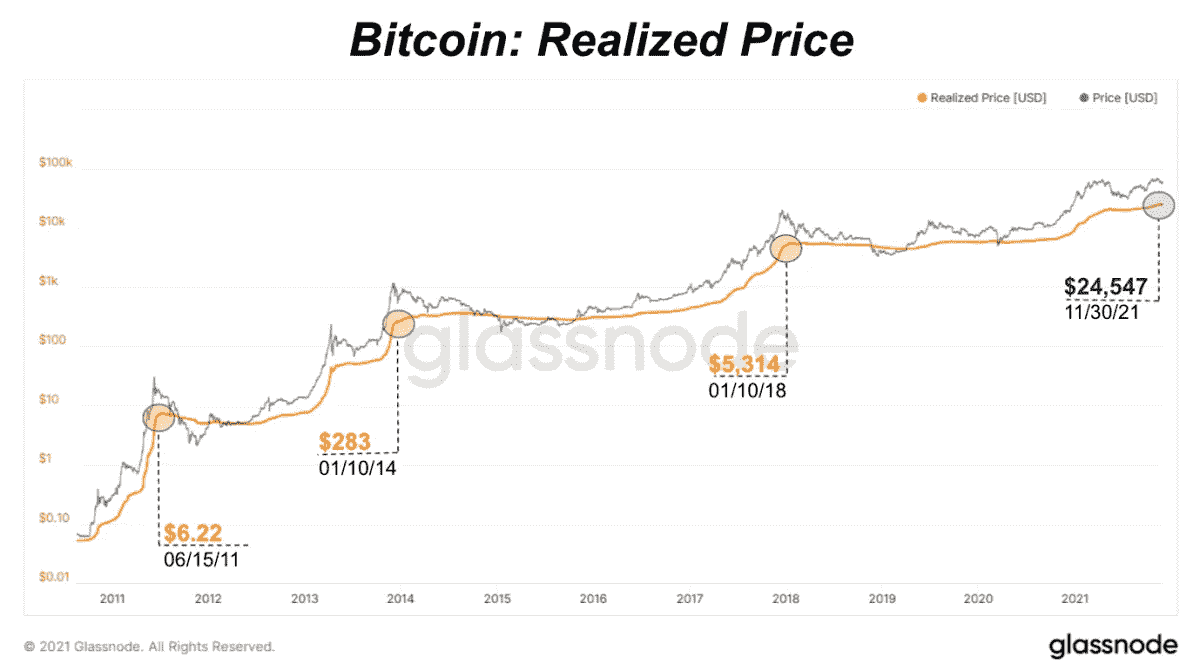 Bitcoin: Realized Price
Realized Price [USD] Price [USD]
$100k
$10k
$1k
$100
$10
$1
$0.10
$0.01
glassnode
$6.22
06/15/11
$283
01/10/14
$5,314
01/10/18
$24,547
11/30/21
2011 2012 2013 2014 2015 2016 2017 2018 2019 2020 2021
© 2021 Glassnode. All Rights Reserved.
glassnode